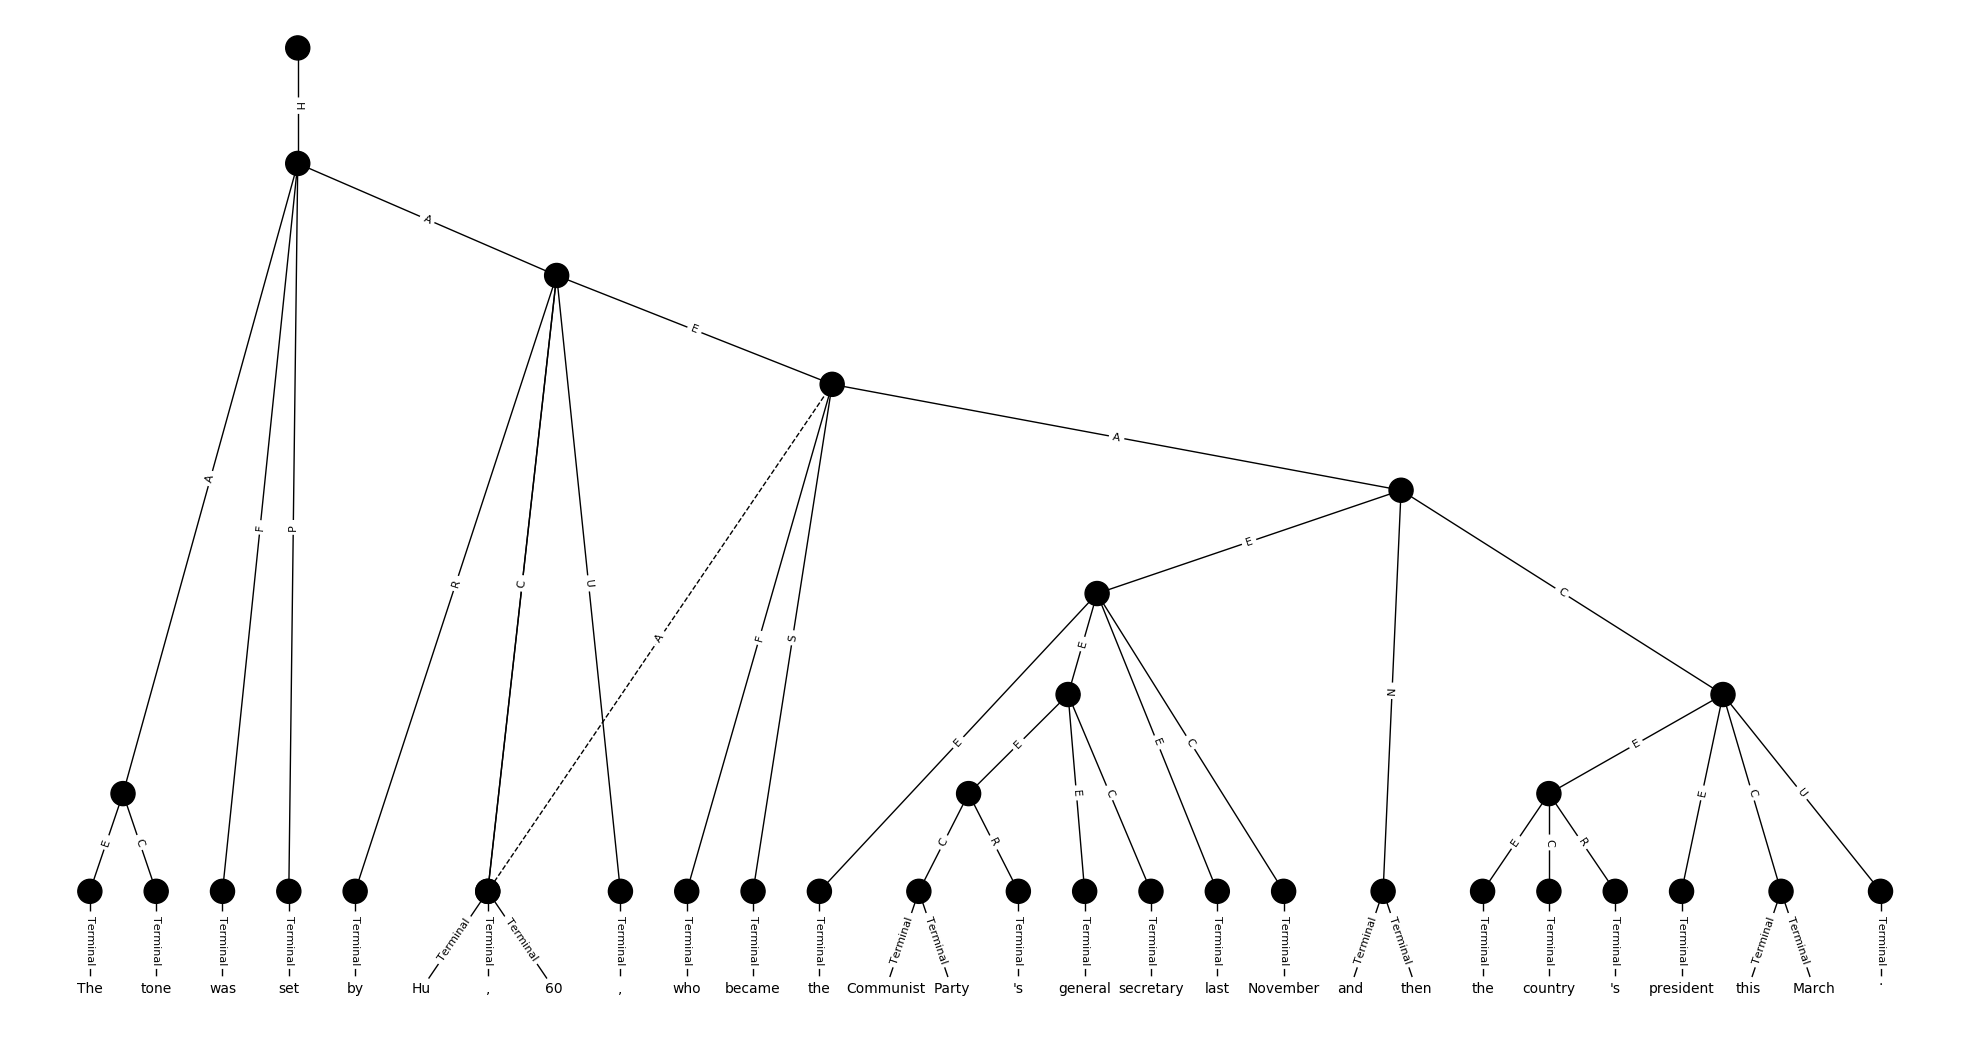 H
A
E
A
E
C
A
F
P
R
C
U
A
F
S
E
N
E
E
E
C
E
E
C
E
C
E
C
U
E
C
R
E
C
R
Terminal Terminal Terminal Terminal Terminal Terminal Terminal Terminal Terminal Terminal Terminal Terminal Terminal Terminal Terminal Terminal Terminal Terminal Terminal Terminal Terminal Terminal Terminal Terminal Terminal Terminal Terminal Terminal
The tone was set by Hu , 60 , who became the Communist Party 's general secretary last November and then the country 's president this March .